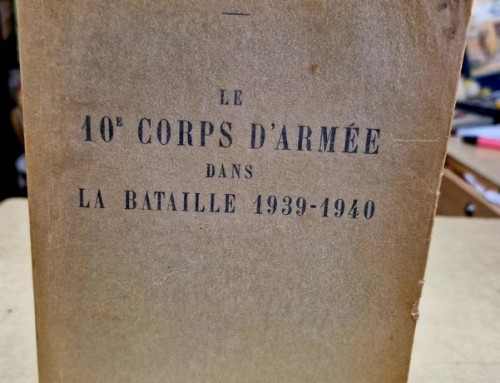 LE
10ᴱ CORPS D'ARMÉE
DANS
LA BATAILLE 1939-1940